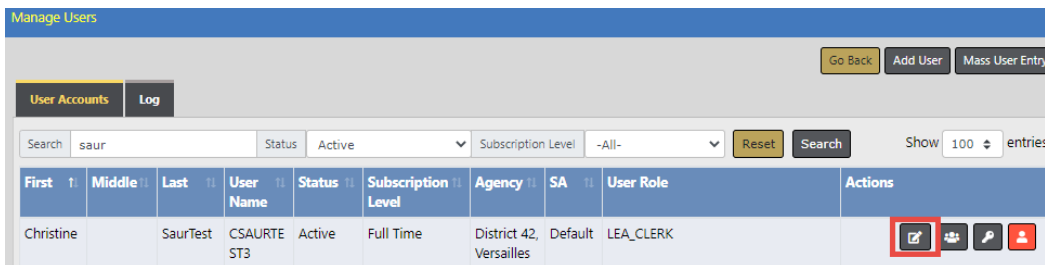 Manage Users
Go Back Add User Mass User Entry
User Accounts Log
Search saur Status Active Subscription Level -All- Reset Search Show 100 entries
First Middle Last User Name Status Subscription Level Agency SA User Role Actions
Christine SaurTest CSAURTE Active Full Time District 42, Default LEA_CLERK
ST3 Versailles